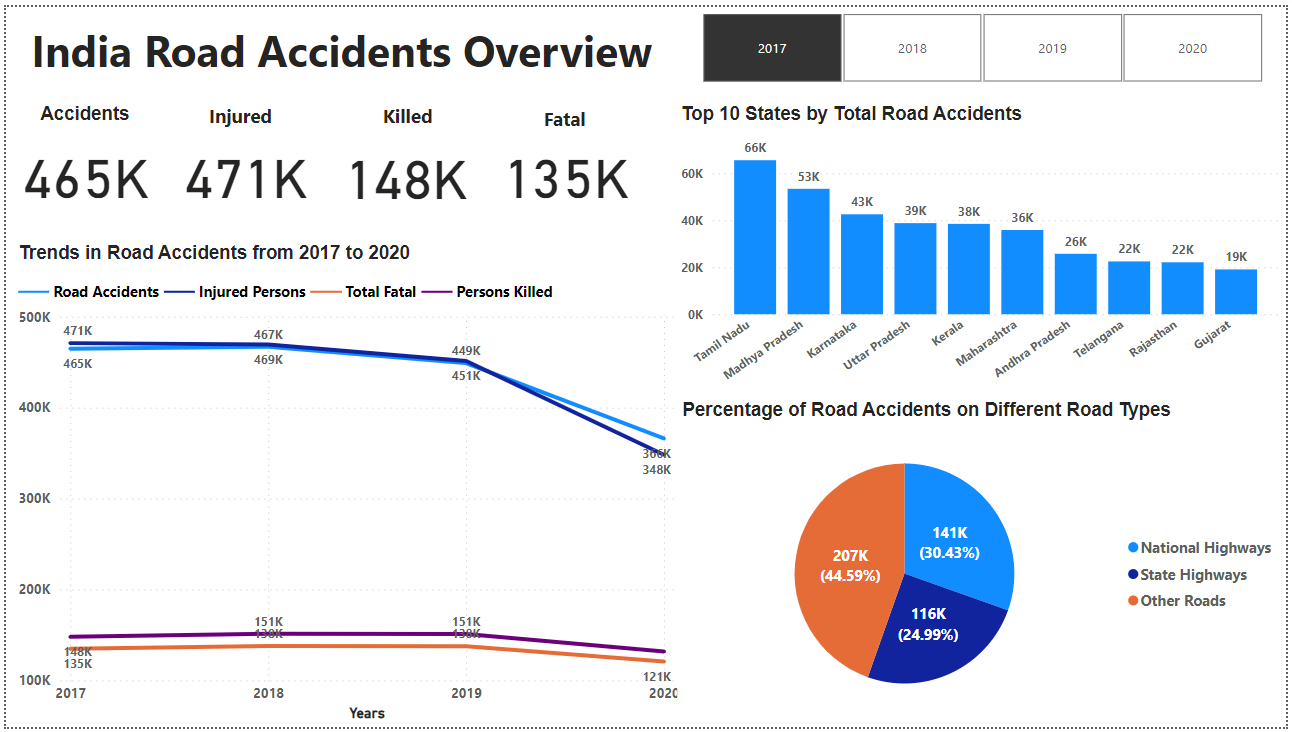 India Road Accidents Overview
2017 2018 2019 2020
Accidents Injured Killed Fatal
465K 471K 148K 135K
Trends in Road Accidents from 2017 to 2020
Road Accidents Injured Persons Total Fatal Persons Killed
500K
400K
300K
200K
100K
471K 467K 449K
465K 469K 451K
366K
348K
151K 151K
138K 138K
148K
135K
121K
2017 2018 2019 2020
Years
Top 10 States by Total Road Accidents
60K
40K
20K
0K
66K 53K 43K 39K 38K 36K 26K 22K 22K 19K
Tamil Nadu
Madhya Pradesh
Karnataka
Uttar Pradesh
Kerala
Maharashtra
Andhra Pradesh
Telangana
Rajasthan
Gujarat
Percentage of Road Accidents on Different Road Types
141K
(30.43%)
116K
(24.99%)
207K
(44.59%)
National Highways
State Highways
Other Roads